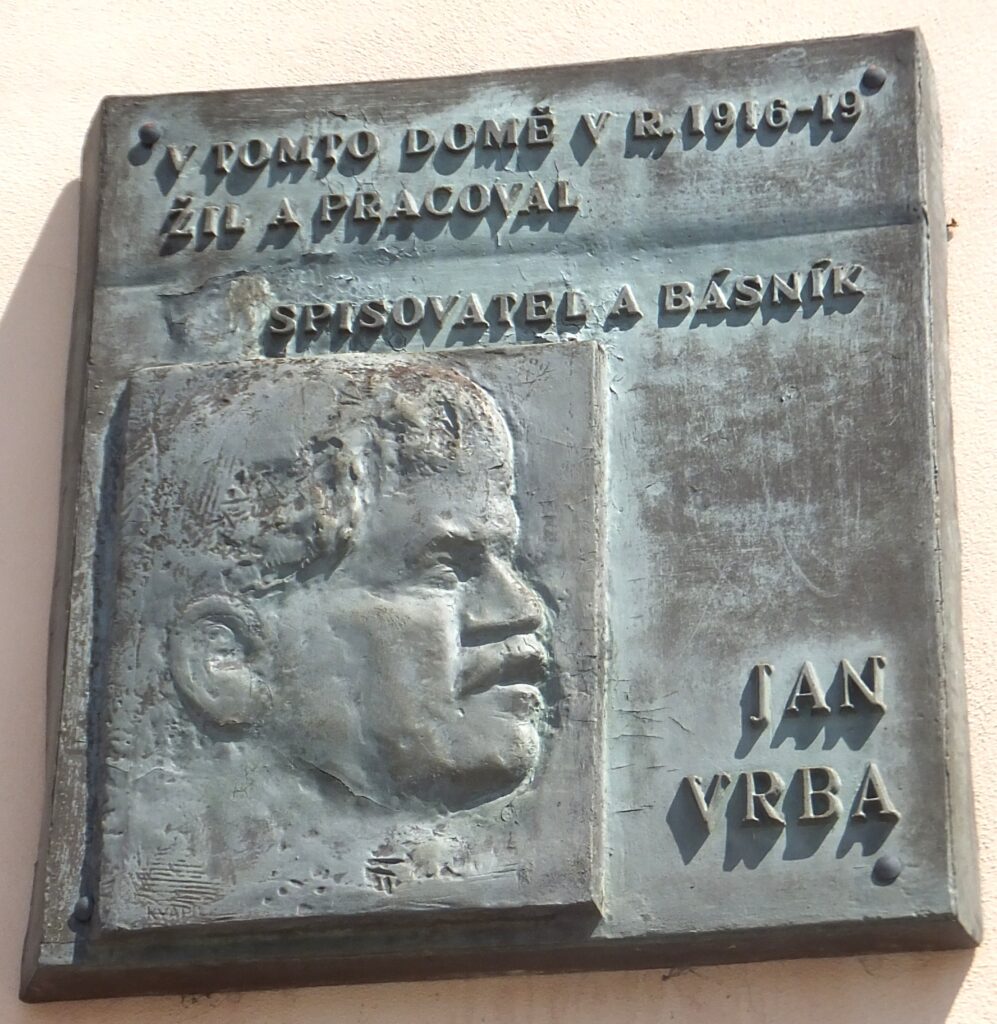 V TOMTO DOMĚ V R. 1916-19
ŽIL A PRACOVAL
SPISOVATEL A BÁSNÍK
JAN
VRBA